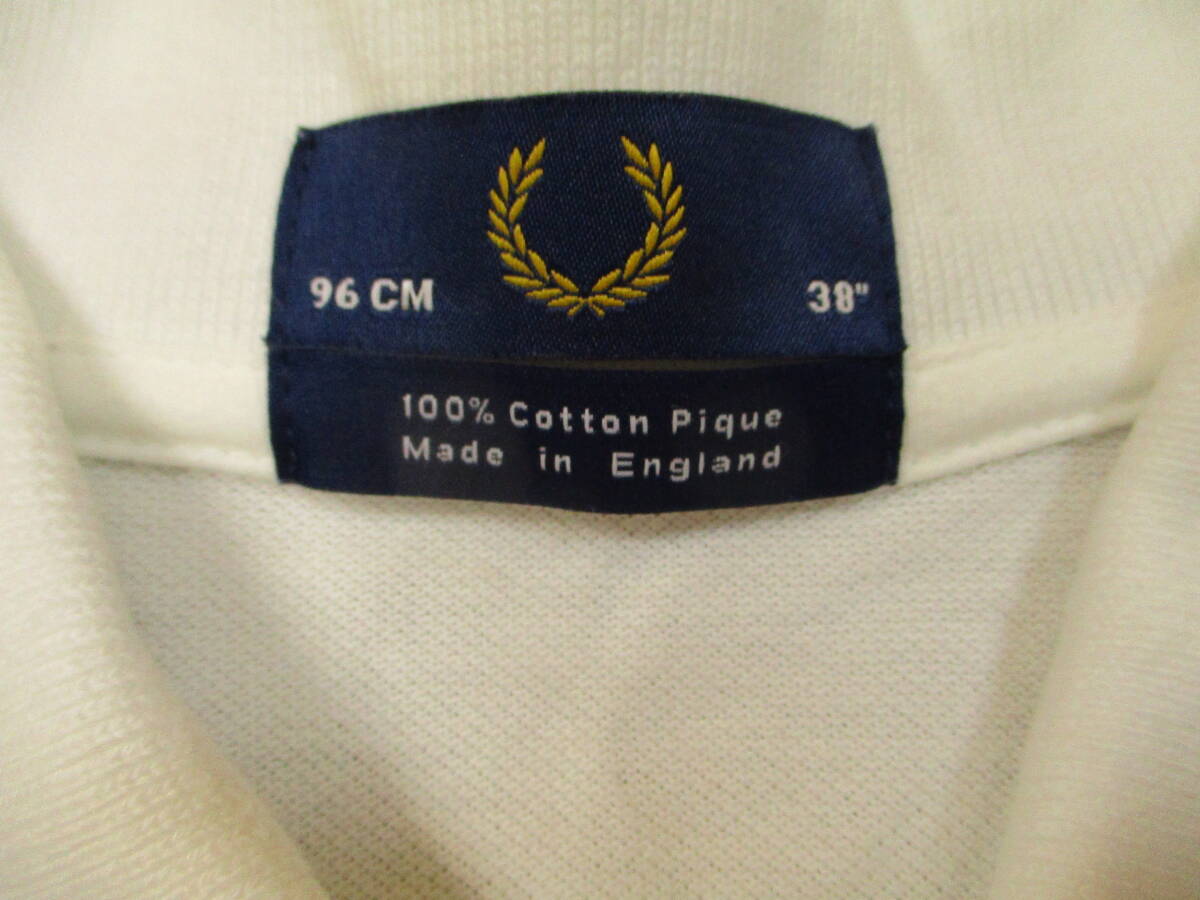 96 CM 38"
100% Cotton Pique
Made in England